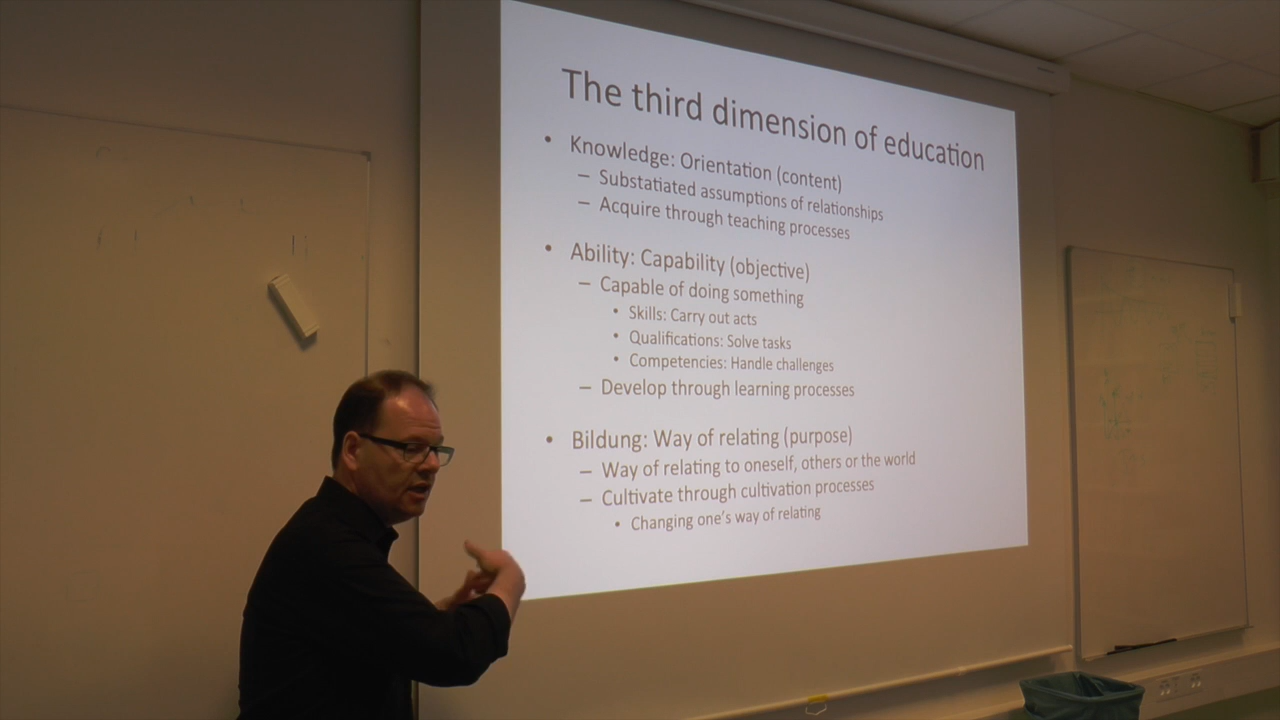 The third dimension of education
• Knowledge: Orientation (content)
– Substatiated assumptions of relationships
– Acquire through teaching processes
• Ability: Capability (objective)
– Capable of doing something
• Skills: Carry out acts
• Qualifications: Solve tasks
• Competencies: Handle challenges
– Develop through learning processes
• Bildung: Way of relating (purpose)
– Way of relating to oneself, others or the world
– Cultivate through cultivation processes
• Changing one's way of relating